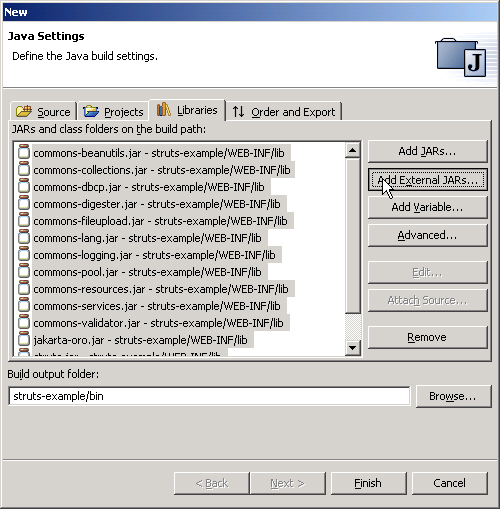 New
Java Settings
Define the Java build settings.
J
Source Projects Libraries Order and Export
JARs and class folders on the build path:
commons-beanutils.jar - struts-example/WEB-INF/lib
commons-collections.jar - struts-example/WEB-INF/lib
commons-dbcp.jar - struts-example/WEB-INF/lib
commons-digester.jar - struts-example/WEB-INF/lib
commons-fileupload.jar - struts-example/WEB-INF/lib
commons-lang.jar - struts-example/WEB-INF/lib
commons-logging.jar - struts-example/WEB-INF/lib
commons-pool.jar - struts-example/WEB-INF/lib
commons-resources.jar - struts-example/WEB-INF/lib
commons-services.jar - struts-example/WEB-INF/lib
commons-validator.jar - struts-example/WEB-INF/lib
jakarta-oro.jar - struts-example/WEB-INF/lib
struts.jar - struts-example/WEB-INF/lib
Add JARs...
Add External JARs...
Add Variable...
Advanced...
Edit...
Attach Source...
Remove
Build output folder:
struts-example/bin
Browse...
< Back Next > Finish Cancel